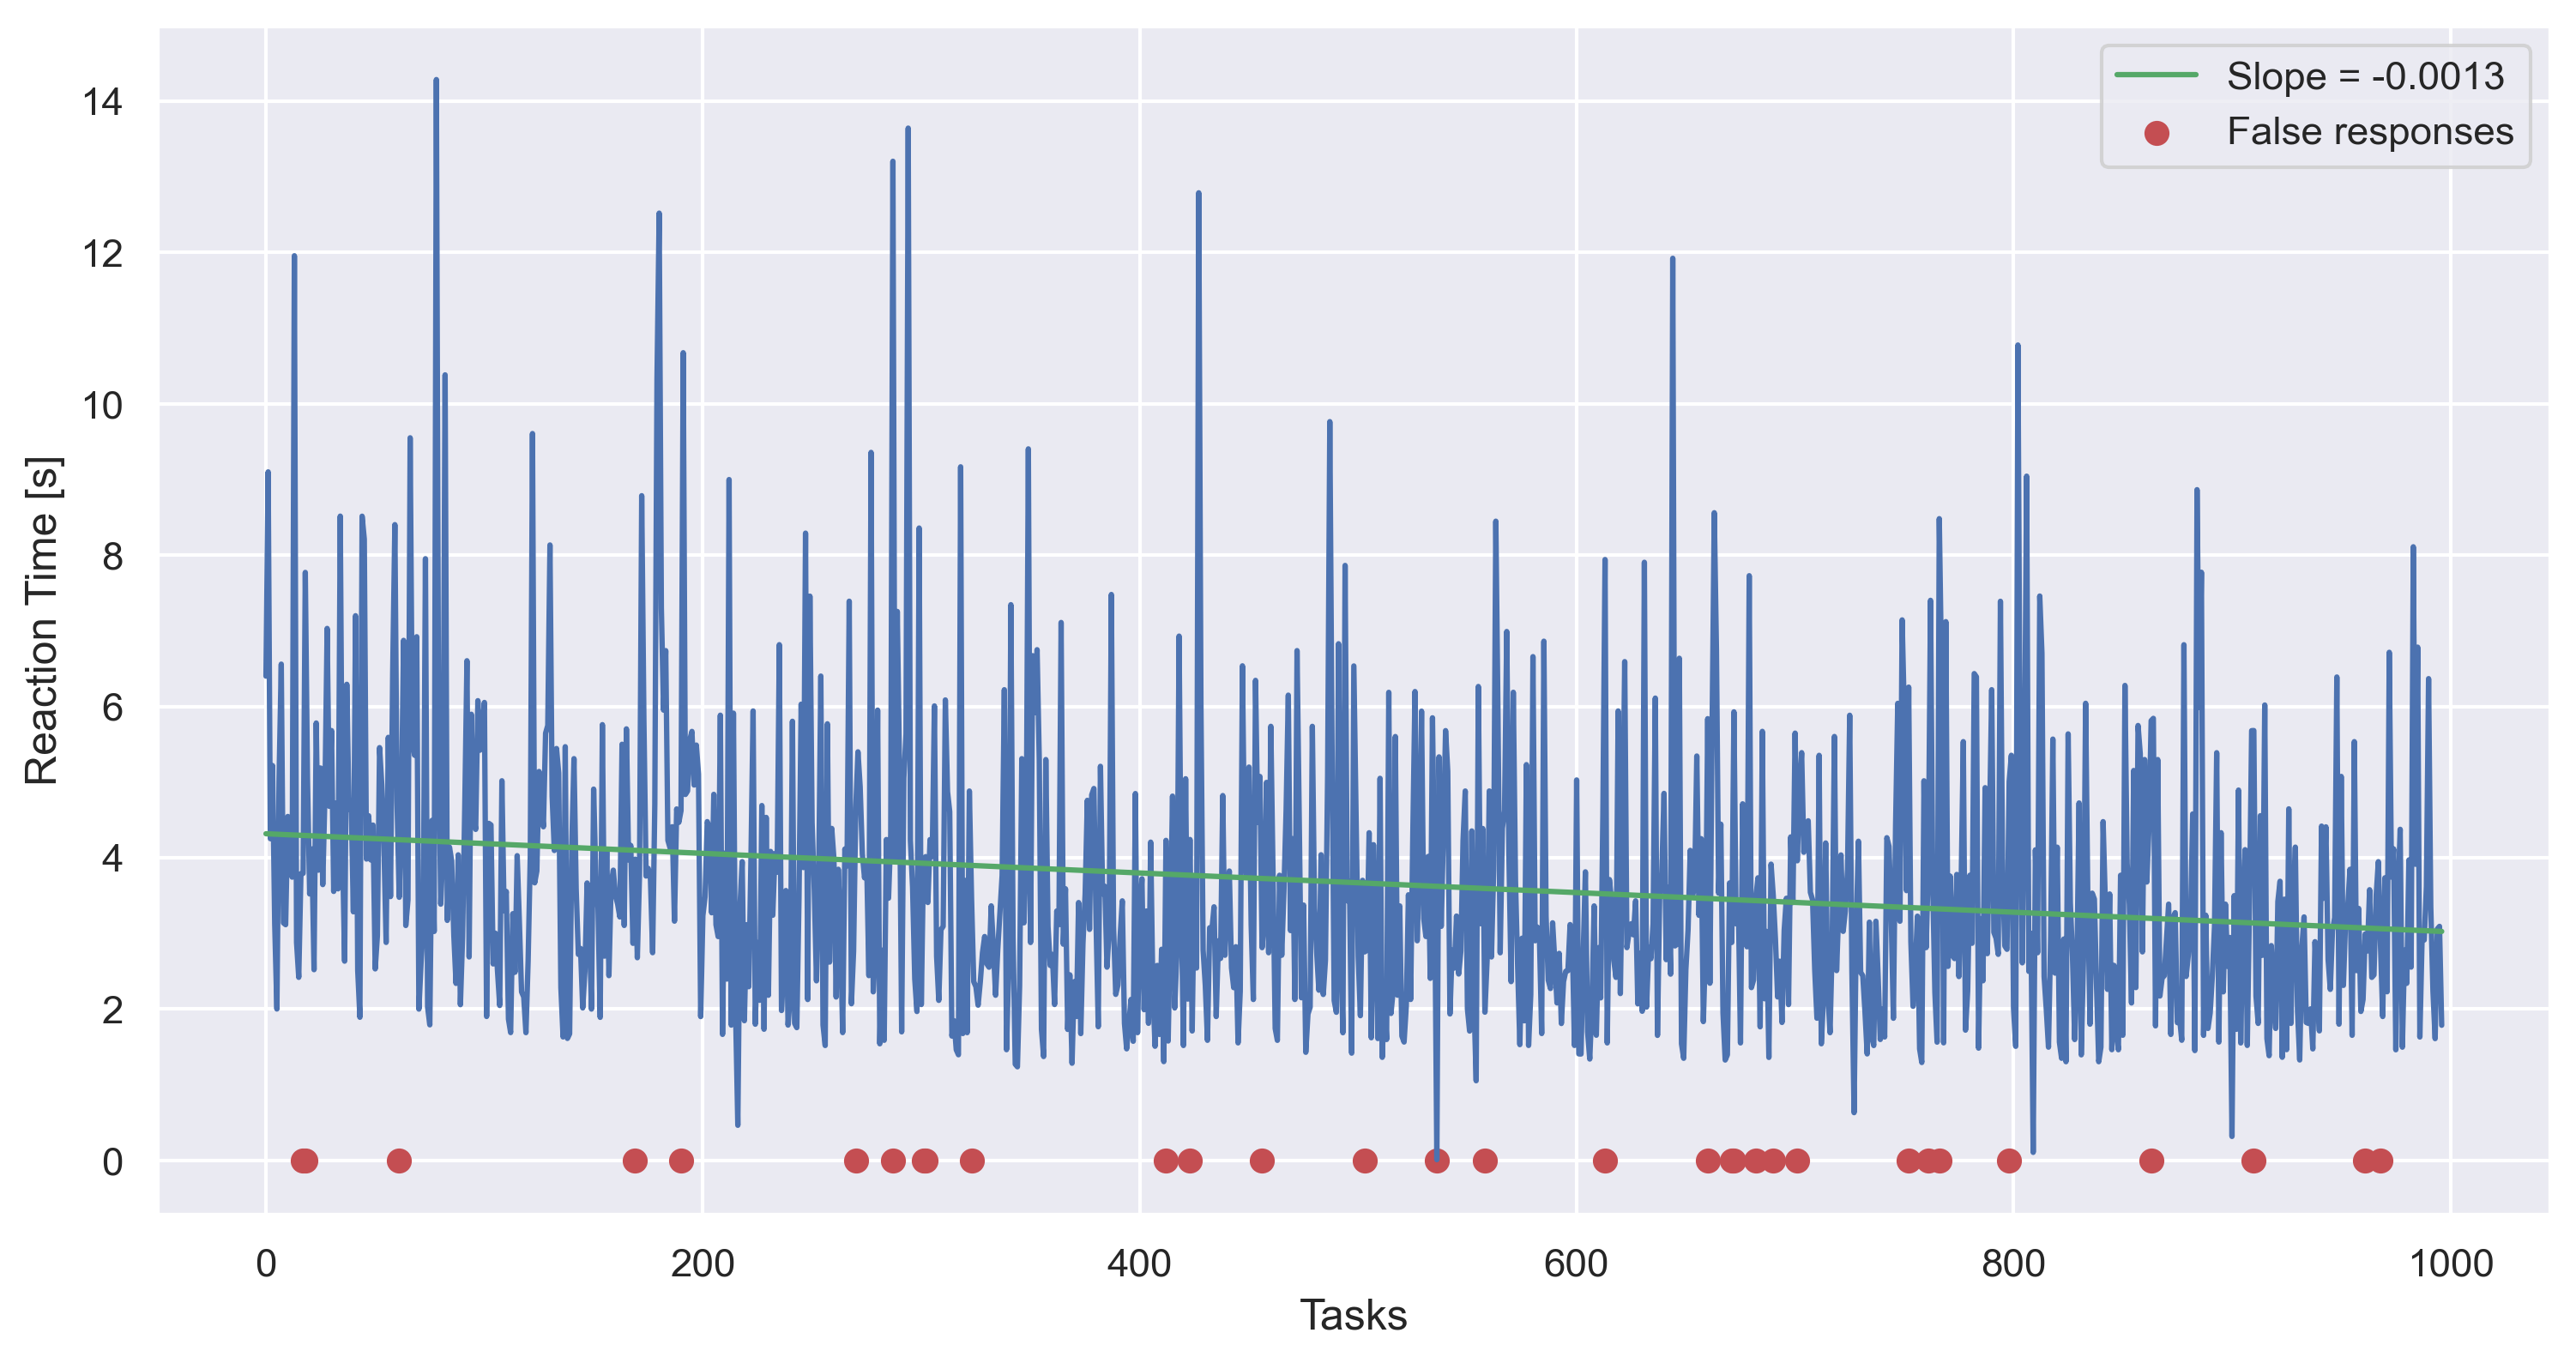 Slope = -0.0013
False responses
14
12
10
8
6
4
2
0
Reaction Time [s]
0 200 400 600 800 1000
Tasks